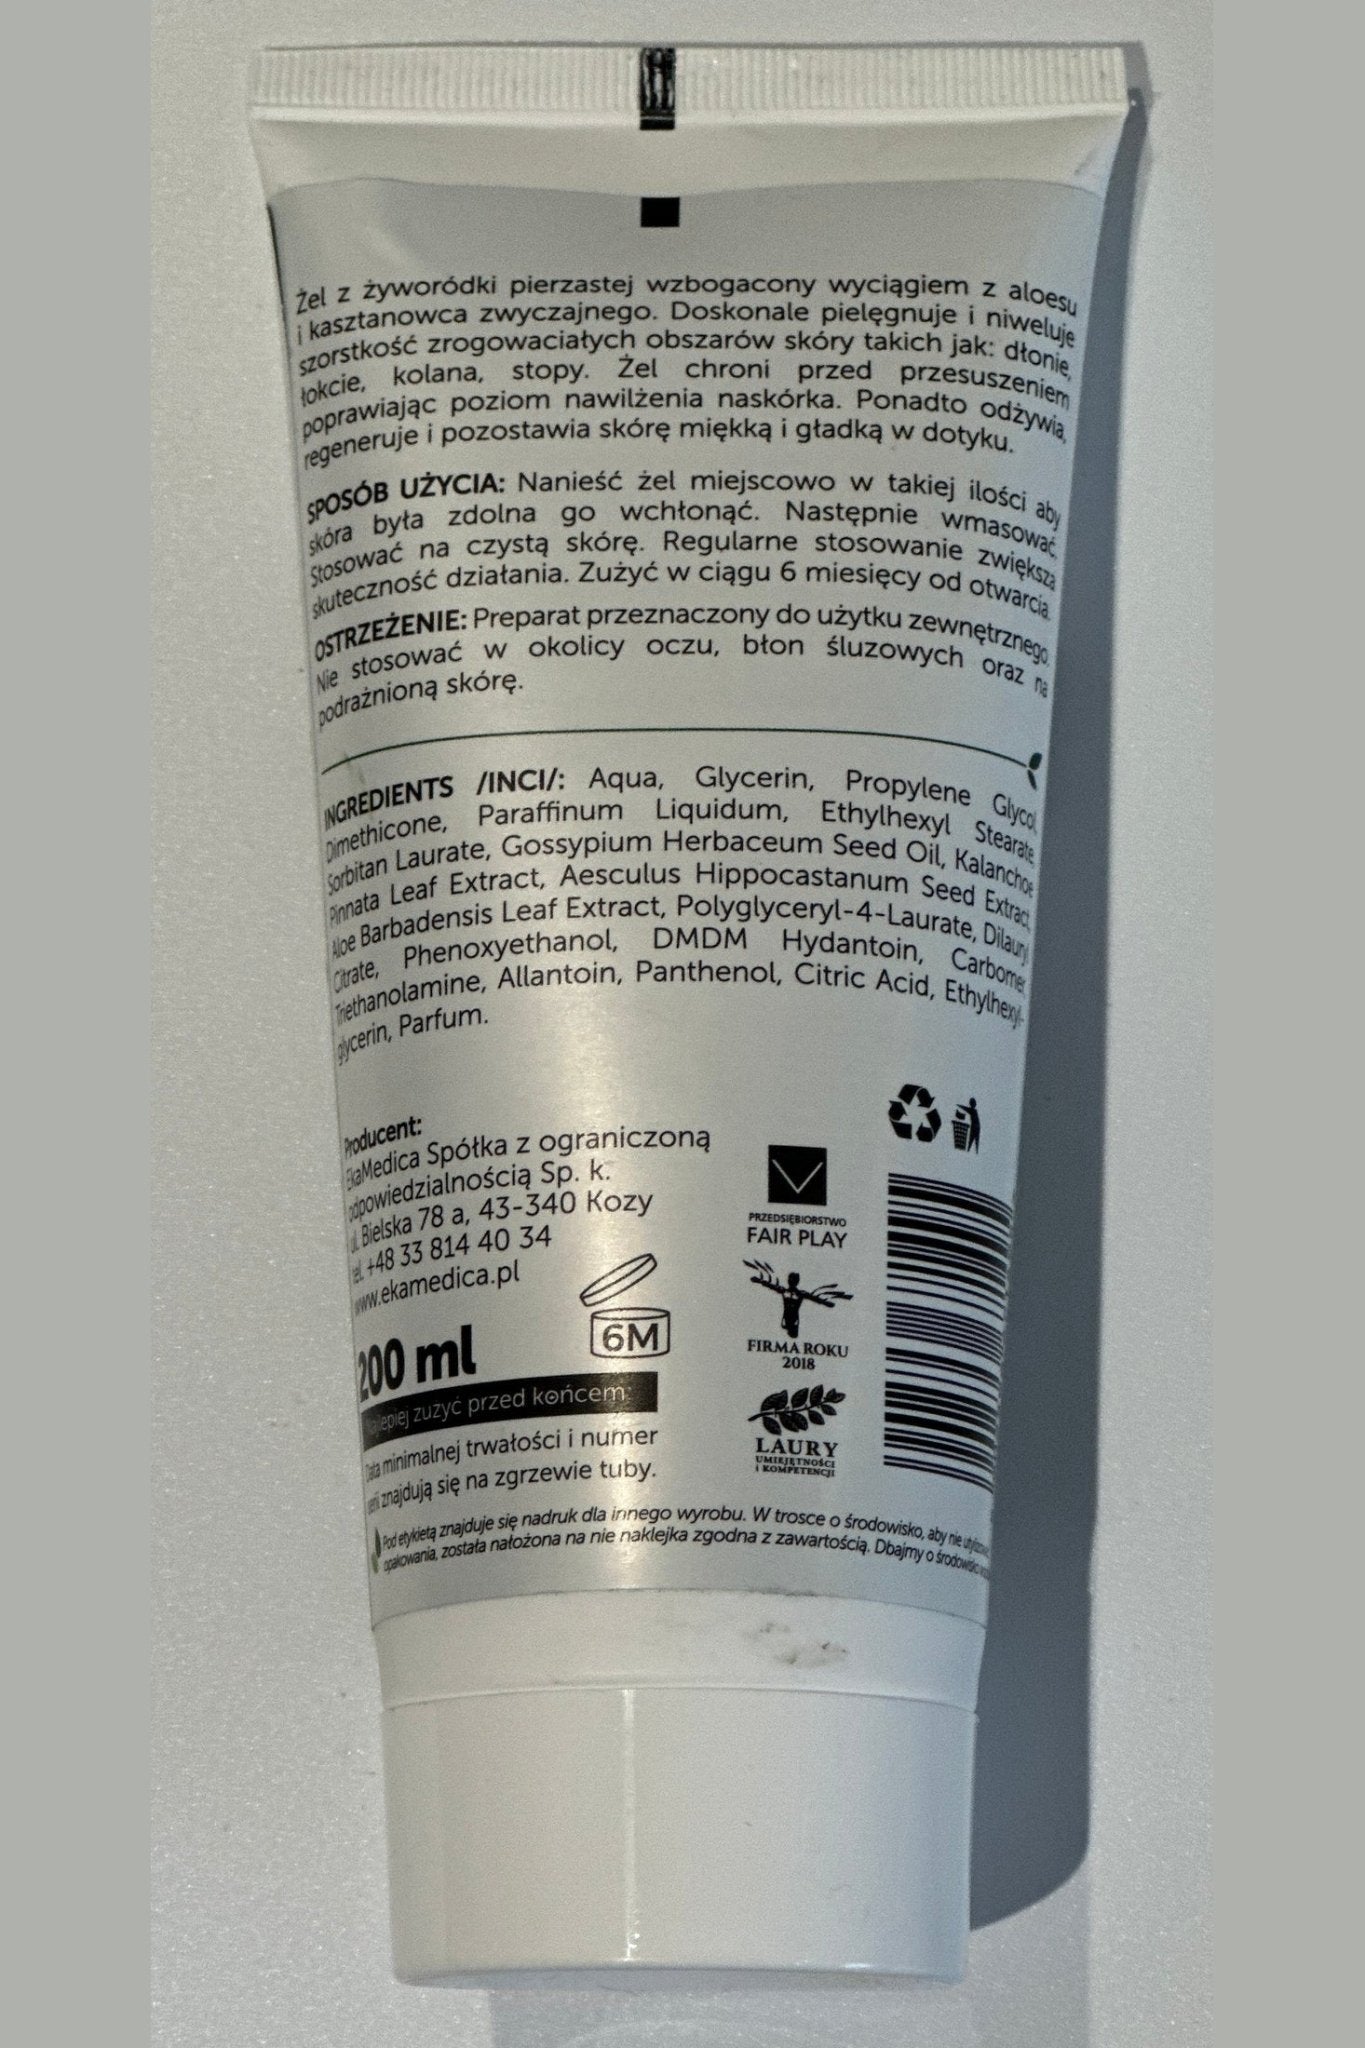 Żel z żyworódki pierzastej wzbogacony wyciągiem z aloesu
i kasztanowca zwyczajnego. Doskonale pielęgnuje i niweluje
szorstkość zrogowaciałych obszarów skóry takich jak: dłonie,
łokcie, kolana, stopy. Żel chroni przed przesuszeniem
poprawiając poziom nawilżenia naskórka. Ponadto odżywia,
regeneruje i pozostawia skórę miękką i gładką w dotyku.
SPOSÓB UŻYCIA: Nanieść żel miejscowo w takiej ilości aby
skóra była zdolna go wchłonąć. Następnie wmasować.
Stosować na czystą skórę. Regularne stosowanie zwiększa
skuteczność działania. Zużyć w ciągu 6 miesięcy od otwarcia.
OSTRZEŻENIE: Preparat przeznaczony do użytku zewnętrznego.
Nie stosować w okolicy oczu, błon śluzowych oraz na
podrażnioną skórę.
INGREDIENTS /INCI/: Aqua, Glycerin, Propylene Glycol,
Dimethicone, Paraffinum Liquidum, Ethylhexyl Stearate,
Sorbitan Laurate, Gossypium Herbaceum Seed Oil, Kalanchoe
Pinnata Leaf Extract, Aesculus Hippocastanum Seed Extract,
Aloe Barbadensis Leaf Extract, Polyglyceryl-4-Laurate, Dilauryl
Citrate, Phenoxyethanol, DMDM Hydantoin, Carbomer,
Triethanolamine, Allantoin, Panthenol, Citric Acid, Ethylhexyl-
glycerin, Parfum.
Producent:
EkaMedica Spółka z ograniczoną
odpowiedzialnością Sp. k.
ul. Bielska 78 a, 43-340 Kozy
tel. +48 33 814 40 34
www.ekamedica.pl
6M
200 ml
Najlepiej zużyć przed końcem:
Data minimalnej trwałości i numer
serii znajdują się na zgrzewie tuby.
PRZEDSIĘBIORSTWO
FAIR PLAY
FIRMA ROKU
2018
LAURY
UMIEJĘTNOŚCI
I KOMPETENCJI
Pod etykietą znajduje się nadruk dla innego wyrobu. W trosce o środowisko, aby nie
opakowania, została nałożona na nie naklejka zgodna z zawartością. Dbajmy o środowisko